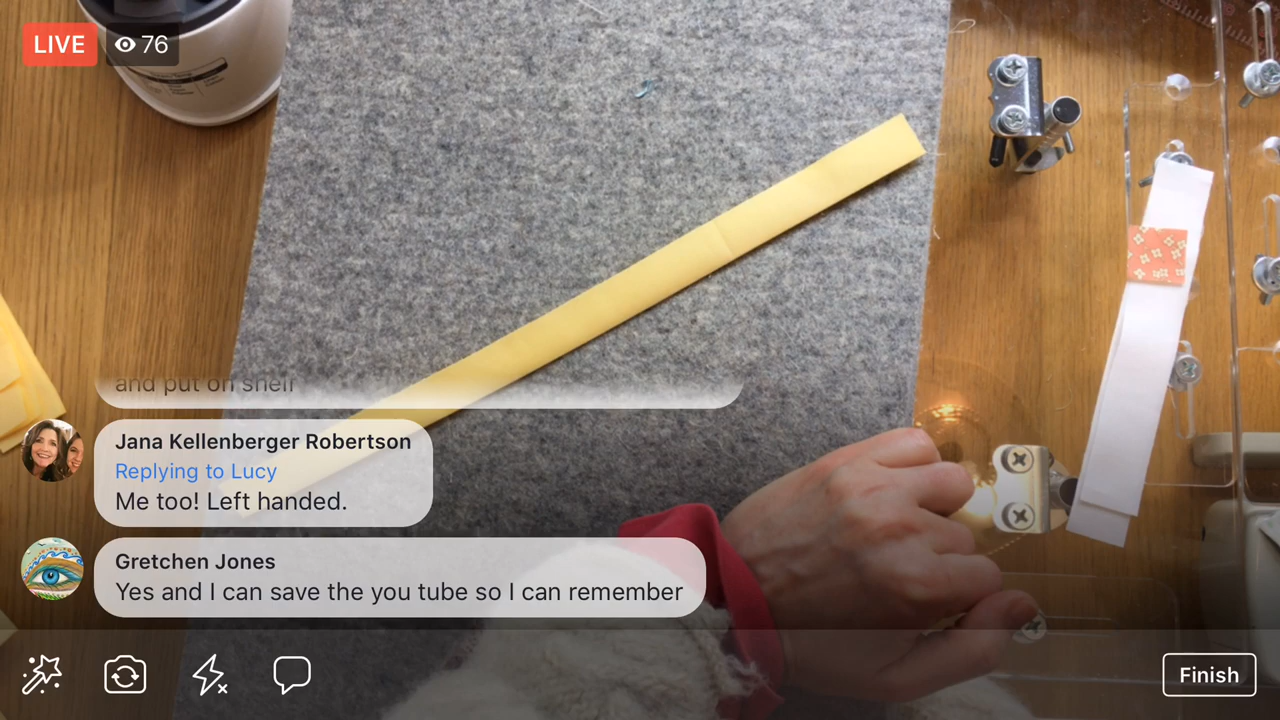 LIVE 76
and put on shelf
Jana Kellenberger Robertson
Replying to Lucy
Me too! Left handed.
Gretchen Jones
Yes and I can save the you tube so I can remember
Finish